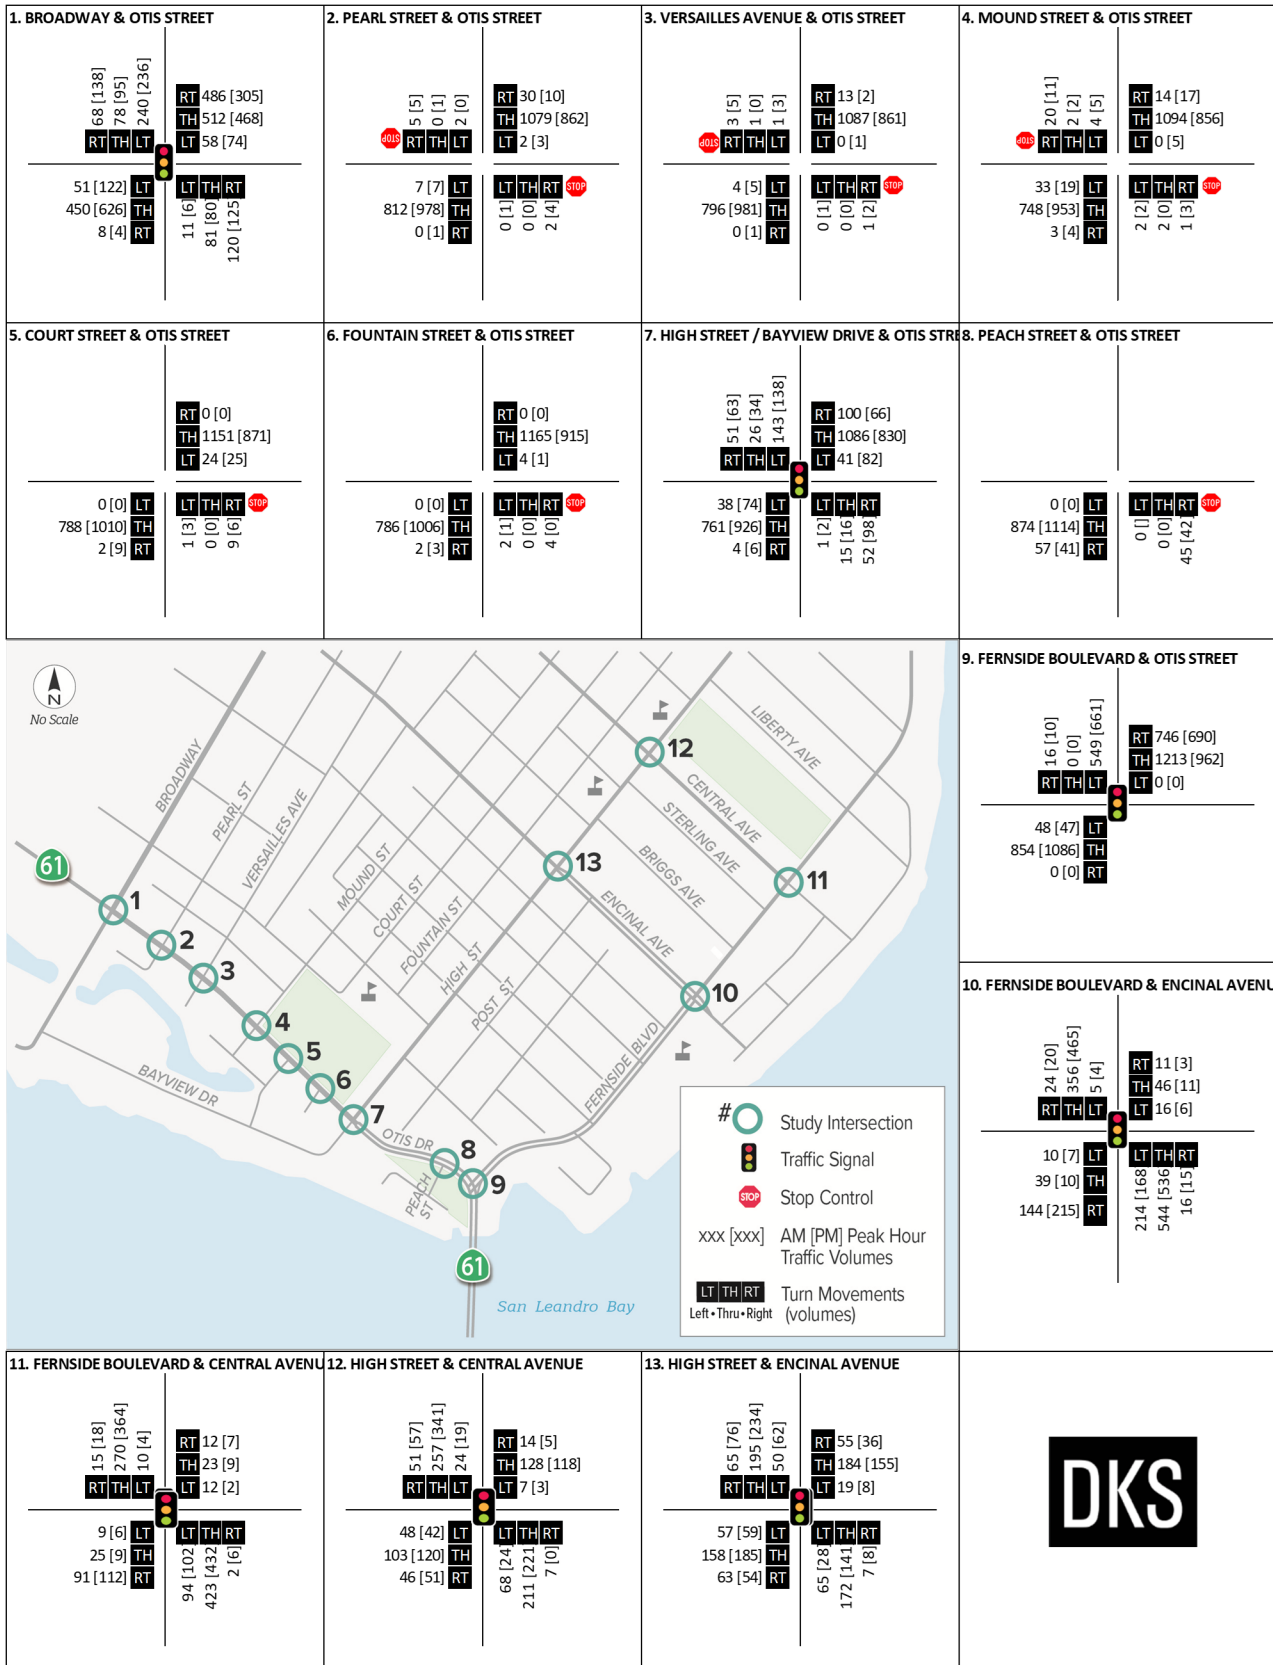 1. BROADWAY & OTIS STREET
68 [138]
78 [95]
240 [236]
RT TH LT
RT 486 [305]
TH 512 [468]
LT 58 [74]
51 [122] LT
450 [626] TH
8 [4] RT
LT TH RT
11 [6]
81 [80]
120 [125]
2. PEARL STREET & OTIS STREET
5 [5]
0 [1]
2 [0]
STOP
RT TH LT
RT 30 [10]
TH 1079 [862]
LT 2 [3]
7 [7] LT
812 [978] TH
0 [1] RT
LT TH RT
STOP
0 [1]
0 [0]
2 [4]
3. VERSAILLES AVENUE & OTIS STREET
3 [5]
1 [0]
1 [3]
STOP
RT TH LT
RT 13 [2]
TH 1087 [861]
LT 0 [1]
4 [5] LT
796 [981] TH
0 [1] RT
LT TH RT
STOP
0 [1]
0 [0]
1 [2]
4. MOUND STREET & OTIS STREET
20 [11]
2 [2]
4 [5]
STOP
RT TH LT
RT 14 [17]
TH 1094 [856]
LT 0 [5]
33 [19] LT
748 [953] TH
3 [4] RT
LT TH RT
STOP
2 [2]
2 [0]
1 [3]
5. COURT STREET & OTIS STREET
RT 0 [0]
TH 1151 [871]
LT 24 [25]
0 [0] LT
788 [1010] TH
2 [9] RT
LT TH RT
STOP
1 [3]
0 [0]
9 [6]
6. FOUNTAIN STREET & OTIS STREET
RT 0 [0]
TH 1165 [915]
LT 4 [1]
0 [0] LT
786 [1006] TH
2 [3] RT
LT TH RT
STOP
2 [1]
0 [0]
4 [0]
7. HIGH STREET / BAYVIEW DRIVE & OTIS STRE
51 [63]
26 [34]
143 [138]
RT TH LT
RT 100 [66]
TH 1086 [830]
LT 41 [82]
38 [74] LT
761 [926] TH
4 [6] RT
LT TH RT
1 [2]
15 [16]
52 [98]
8. PEACH STREET & OTIS STREET
0 [0] LT
874 [1114] TH
57 [41] RT
LT TH RT
STOP
0 []
0 [0]
45 [42]
N
No Scale
BROADWAY
PEARL ST
VERSAILLES AVE
MOUND ST
COURT ST
FOUNTAIN ST
HIGH ST
POST ST
LIBERTY AVE
CENTRAL AVE
STERLING AVE
BRIGGS AVE
ENCINAL AVE
FERNSIDE BLVD
BAYVIEW DR
OTIS DR
PEACH ST
61
1
2
3
4
5
6
7
8
9
10
11
12
13
61
San Leandro Bay
# Study Intersection
Traffic Signal
STOP Stop Control
xxx [xxx] AM [PM] Peak Hour
Traffic Volumes
LT TH RT Turn Movements
Left•Thru•Right (volumes)
9. FERNSIDE BOULEVARD & OTIS STREET
16 [10]
0 [0]
549 [661]
RT TH LT
RT 746 [690]
TH 1213 [962]
LT 0 [0]
48 [47] LT
854 [1086] TH
0 [0] RT
10. FERNSIDE BOULEVARD & ENCINAL AVENU
24 [20]
356 [465]
5 [4]
RT TH LT
RT 11 [3]
TH 46 [11]
LT 16 [6]
10 [7] LT
39 [10] TH
144 [215] RT
LT TH RT
214 [168]
544 [536]
16 [15]
11. FERNSIDE BOULEVARD & CENTRAL AVENU
15 [18]
270 [364]
10 [4]
RT TH LT
RT 12 [7]
TH 23 [9]
LT 12 [2]
9 [6] LT
25 [9] TH
91 [112] RT
LT TH RT
94 [102]
423 [432]
2 [6]
12. HIGH STREET & CENTRAL AVENUE
51 [57]
257 [341]
24 [19]
RT TH LT
RT 14 [5]
TH 128 [118]
LT 7 [3]
48 [42] LT
103 [120] TH
46 [51] RT
LT TH RT
68 [24]
211 [221]
7 [0]
13. HIGH STREET & ENCINAL AVENUE
65 [76]
195 [234]
50 [62]
RT TH LT
RT 55 [36]
TH 184 [155]
LT 19 [8]
57 [59] LT
158 [185] TH
63 [54] RT
LT TH RT
65 [28]
172 [141]
7 [8]
DKS